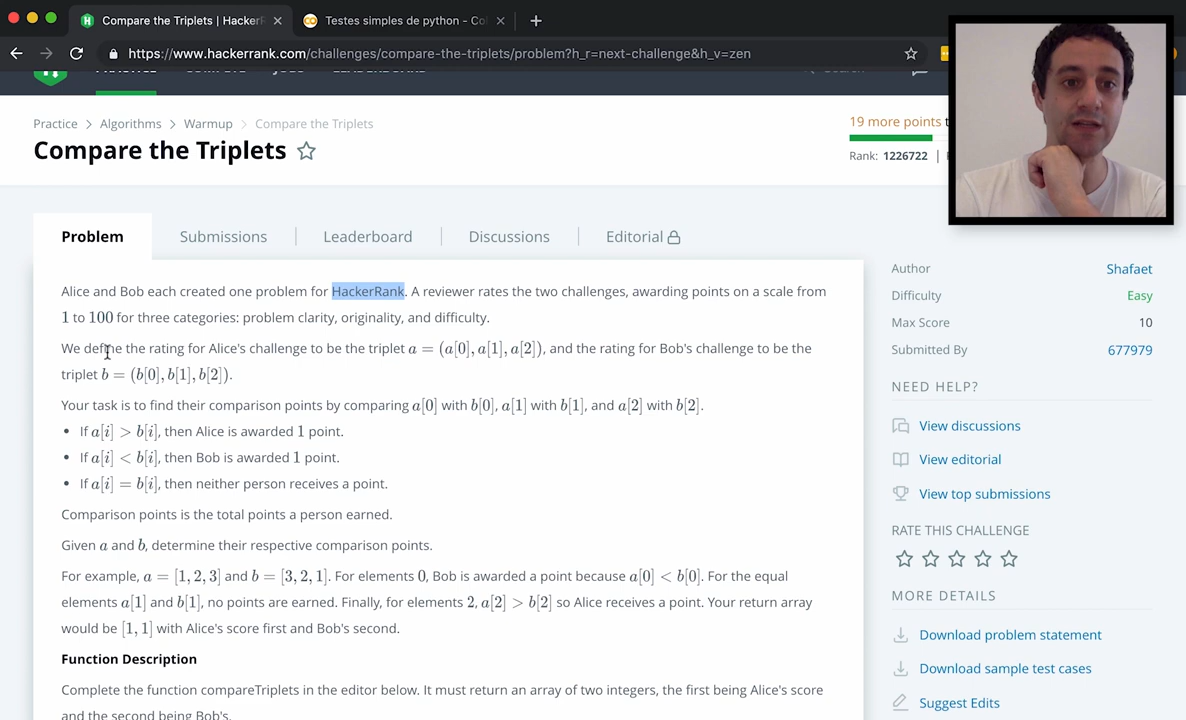 Compare the Triplets | HackerR
Testes simples de python - Co
https://www.hackerrank.com/challenges/compare-the-triplets/problem?h_r=next-challenge&h_v=zen
Practice > Algorithms > Warmup > Compare the Triplets
Compare the Triplets
19 more points t
Rank: 1226722 |
Problem
Submissions
Leaderboard
Discussions
Editorial
Alice and Bob each created one problem for HackerRank. A reviewer rates the two challenges, awarding points on a scale from
1 to 100 for three categories: problem clarity, originality, and difficulty.
We define the rating for Alice's challenge to be the triplet a = (a[0], a[1], a[2]), and the rating for Bob's challenge to be the
triplet b = (b[0], b[1], b[2]).
Your task is to find their comparison points by comparing a[0] with b[0], a[1] with b[1], and a[2] with b[2].
• If a[i] > b[i], then Alice is awarded 1 point.
• If a[i] < b[i], then Bob is awarded 1 point.
• If a[i] = b[i], then neither person receives a point.
Comparison points is the total points a person earned.
Given a and b, determine their respective comparison points.
For example, a = [1, 2, 3] and b = [3, 2, 1]. For elements 0, Bob is awarded a point because a[0] < b[0]. For the equal
elements a[1] and b[1], no points are earned. Finally, for elements 2, a[2] > b[2] so Alice receives a point. Your return array
would be [1, 1] with Alice's score first and Bob's second.
Function Description
Complete the function compareTriplets in the editor below. It must return an array of two integers, the first being Alice's score
and the second being Bob's.
Author Shafaet
Difficulty Easy
Max Score 10
Submitted By 677979
NEED HELP?
View discussions
View editorial
View top submissions
RATE THIS CHALLENGE
MORE DETAILS
Download problem statement
Download sample test cases
Suggest Edits